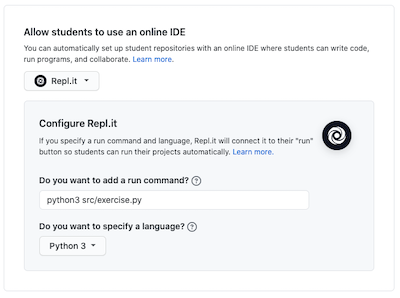 Allow students to use an online IDE
You can automatically set up student repositories with an online IDE where students can write code,
run programs, and collaborate. Learn more.
Repl.it
Configure Repl.it
If you specify a run command and language, Repl.it will connect it to their "run"
button so students can run their projects automatically. Learn more.
Do you want to add a run command? ?
python3 src/exercise.py
Do you want to specify a language? ?
Python 3